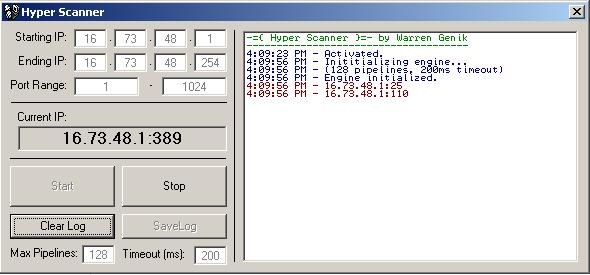 Hyper Scanner
Starting IP: 16 . 73 . 48 . 1
Ending IP: 16 . 73 . 48 . 254
Port Range: 1 - 1024
Current IP:
16.73.48.1:389
Start Stop
Clear Log SaveLog
Max Pipelines: 128 Timeout (ms): 200
-=( Hyper Scanner )=- by Warren Genik
4:09:23 PM - Activated.
4:09:56 PM - Inititializing engine...
4:09:56 PM - (128 pipelines, 200ms timeout)
4:09:56 PM - Engine initialized.
4:09:56 PM - 16.73.48.1:25
4:09:56 PM - 16.73.48.1:110